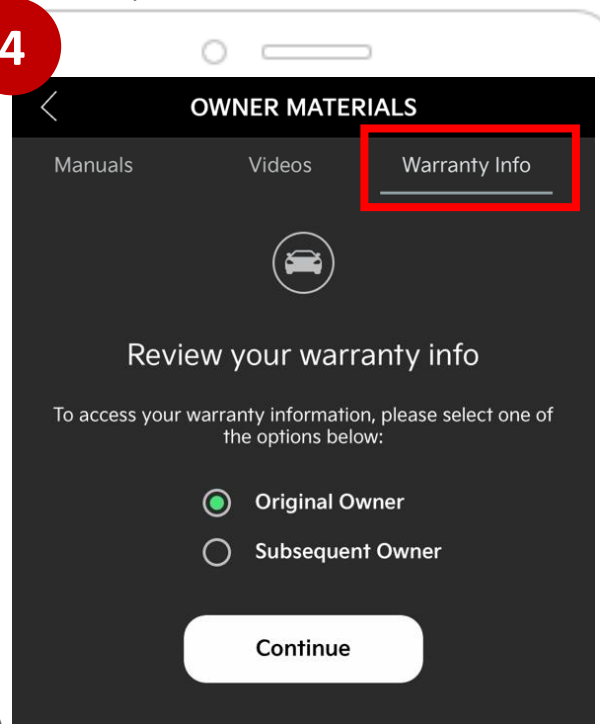 4
OWNER MATERIALS
Manuals Videos Warranty Info
Review your warranty info
To access your warranty information, please select one of
the options below:
Original Owner
Subsequent Owner
Continue